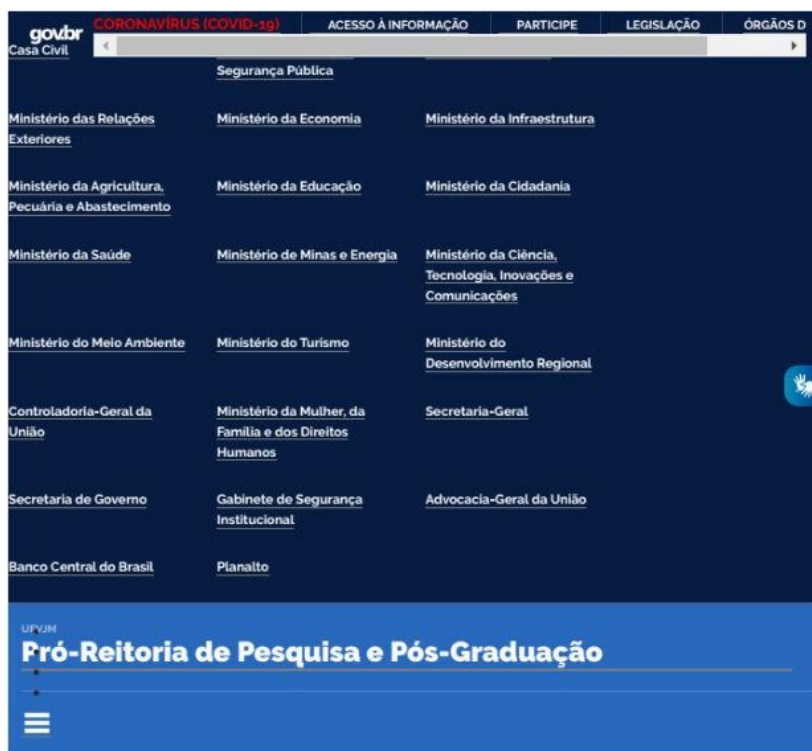 gov.br CORONAVÍRUS (COVID-19) ACESSO À INFORMAÇÃO PARTICIPE LEGISLAÇÃO ÓRGÃOS D
Casa Civil
Segurança Pública
Ministério das Relações Ministério da Economia Ministério da Infraestrutura
Exteriores
Ministério da Agricultura, Ministério da Educação Ministério da Cidadania
Pecuária e Abastecimento
Ministério da Saúde Ministério de Minas e Energia Ministério da Ciência,
Tecnologia, Inovações e
Comunicações
Ministério do Meio Ambiente Ministério do Turismo Ministério do
Desenvolvimento Regional
Controladoria-Geral da Ministério da Mulher, da Secretaria-Geral
União Família e dos Direitos
Humanos
Secretaria de Governo Gabinete de Segurança Advocacia-Geral da União
Institucional
Banco Central do Brasil Planalto
UFVJM
Pró-Reitoria de Pesquisa e Pós-Graduação